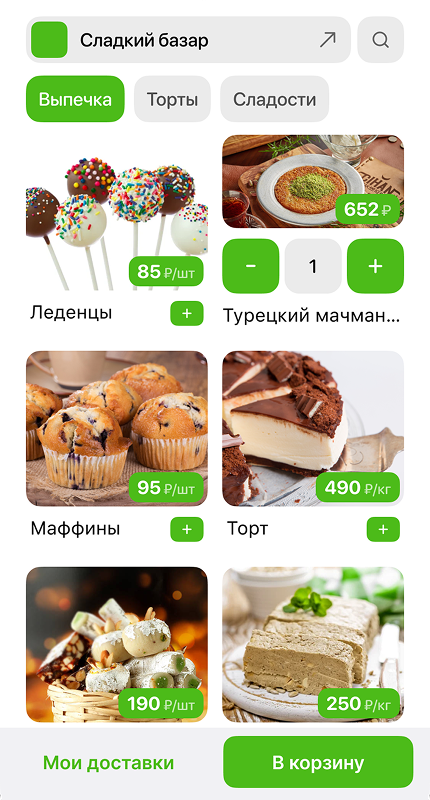 Сладкий базар
Выпечка
Торты
Сладости
85 ₽/шт
652 ₽
- 1 +
Леденцы +
Турецкий мачман...
95 ₽/шт
490 ₽/кг
Маффины +
Торт +
190 ₽/шт
250 ₽/кг
Мои доставки
В корзину